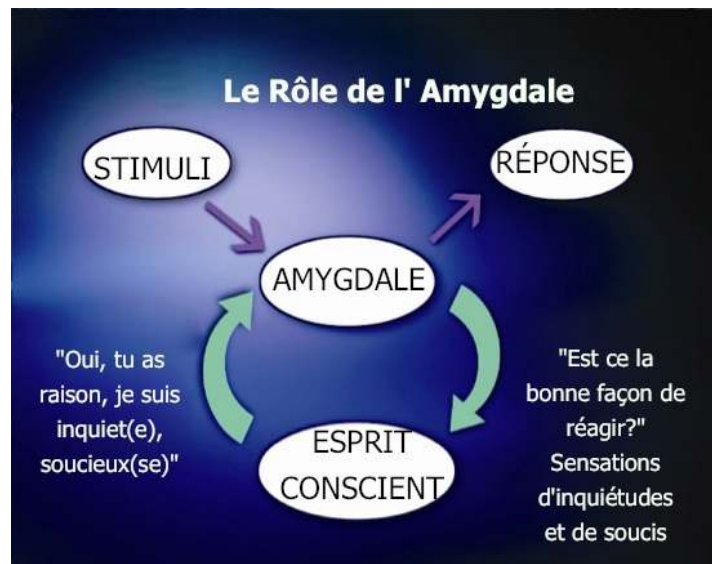 Le Rôle de l' Amygdale
STIMULI
RÉPONSE
AMYGDALE
"Oui, tu as
raison, je suis
inquiet(e),
soucieux(se)"
"Est ce la
bonne façon de
réagir?"
Sensations
d'inquiétudes
et de soucis
ESPRIT
CONSCIENT